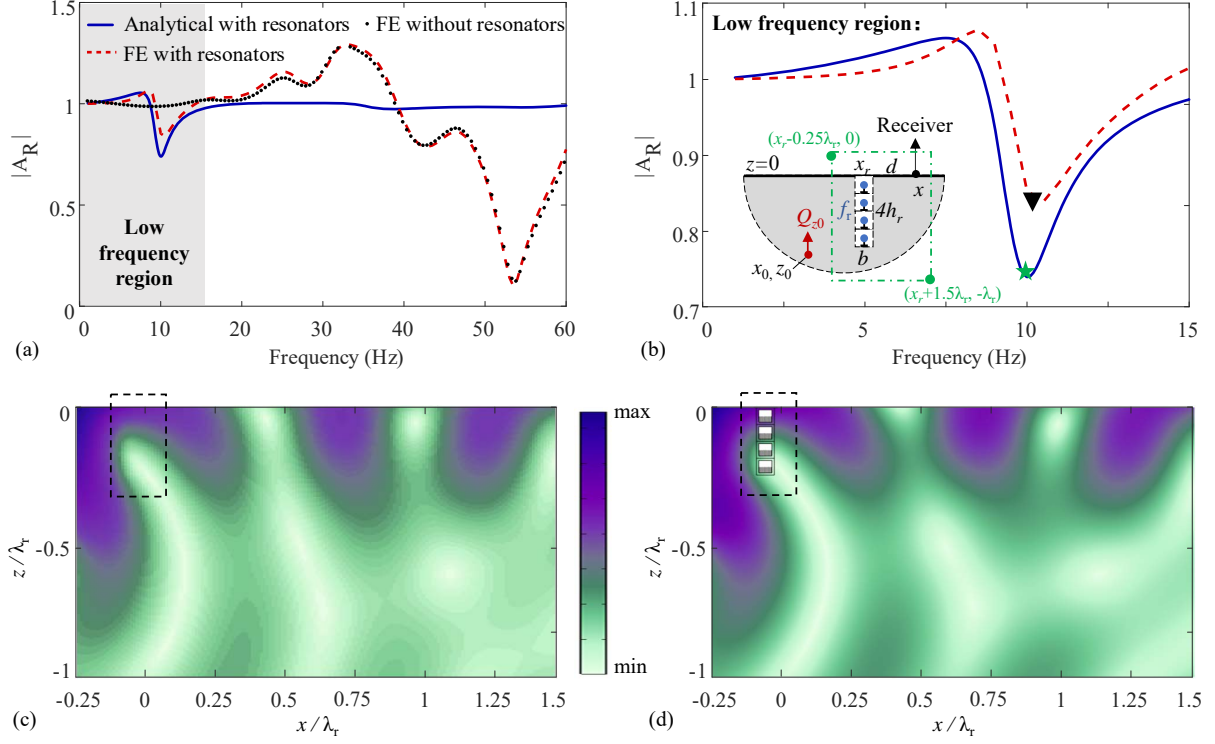 |A_R|
1.5
1
0.5
0
Analytical with resonators
FE without resonators
FE with resonators
Low
frequency
region
0 10 20 30 40 50 60
(a) Frequency (Hz)
|A_R|
1.1
1
0.9
0.8
0.7
Low frequency region:
(x_r-0.25λ_r, 0)
Receiver
z=0
x_r
d
x
f_r
4h_r
Q_z0
b
x_0, z_0
(x_r+1.5λ_r, -λ_r)
0 5 10 15
(b) Frequency (Hz)
z / λ_r
0
-0.5
-1
-0.25 0 0.25 0.5 0.75 1 1.25 1.5
(c) x / λ_r
max
min
z / λ_r
0
-0.5
-1
-0.25 0 0.25 0.5 0.75 1 1.25 1.5
(d) x / λ_r